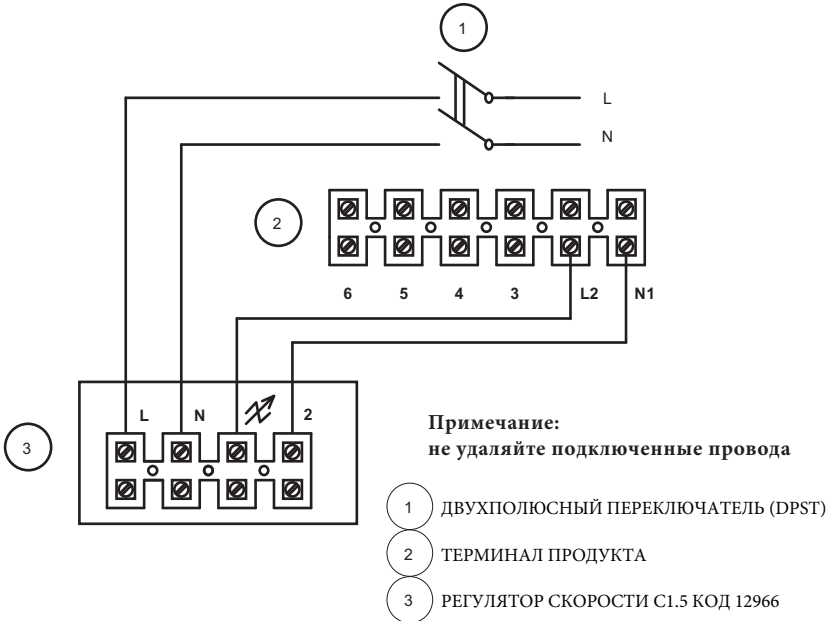 1
L
N
2
6 5 4 3 L2 N1
L N 2
3
Примечание:
не удаляйте подключенные провода
1 ДВУХПОЛЮСНЫЙ ПЕРЕКЛЮЧАТЕЛЬ (DPST)
2 ТЕРМИНАЛ ПРОДУКТА
3 РЕГУЛЯТОР СКОРОСТИ C1.5 КОД 12966